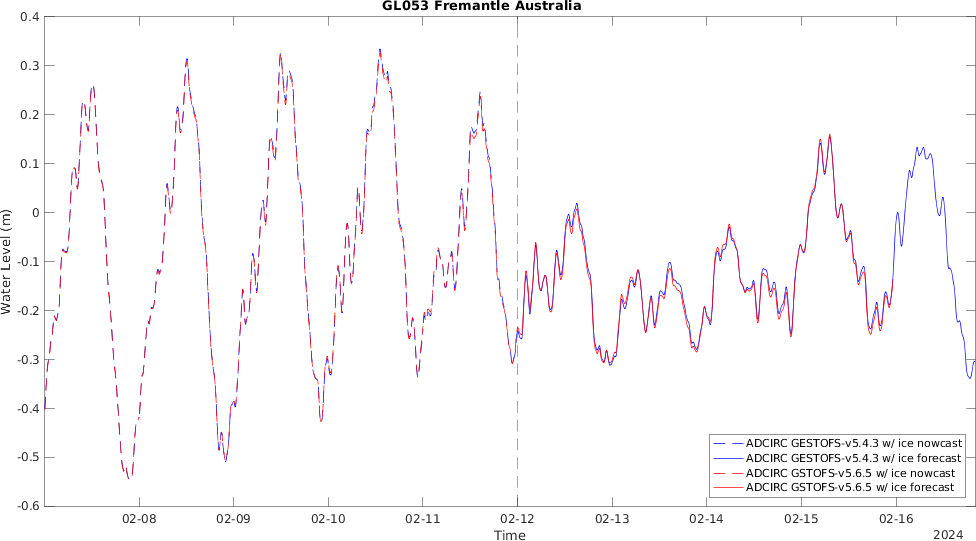 GL053 Fremantle Australia
0.4
0.3
0.2
0.1
0
-0.1
-0.2
-0.3
-0.4
-0.5
-0.6
Water Level (m)
ADCIRC GESTOFS-v5.4.3 w/ ice nowcast
ADCIRC GESTOFS-v5.4.3 w/ ice forecast
ADCIRC GSTOFS-v5.6.5 w/ ice nowcast
ADCIRC GSTOFS-v5.6.5 w/ ice forecast
02-08 02-09 02-10 02-11 02-12 02-13 02-14 02-15 02-16
Time
2024